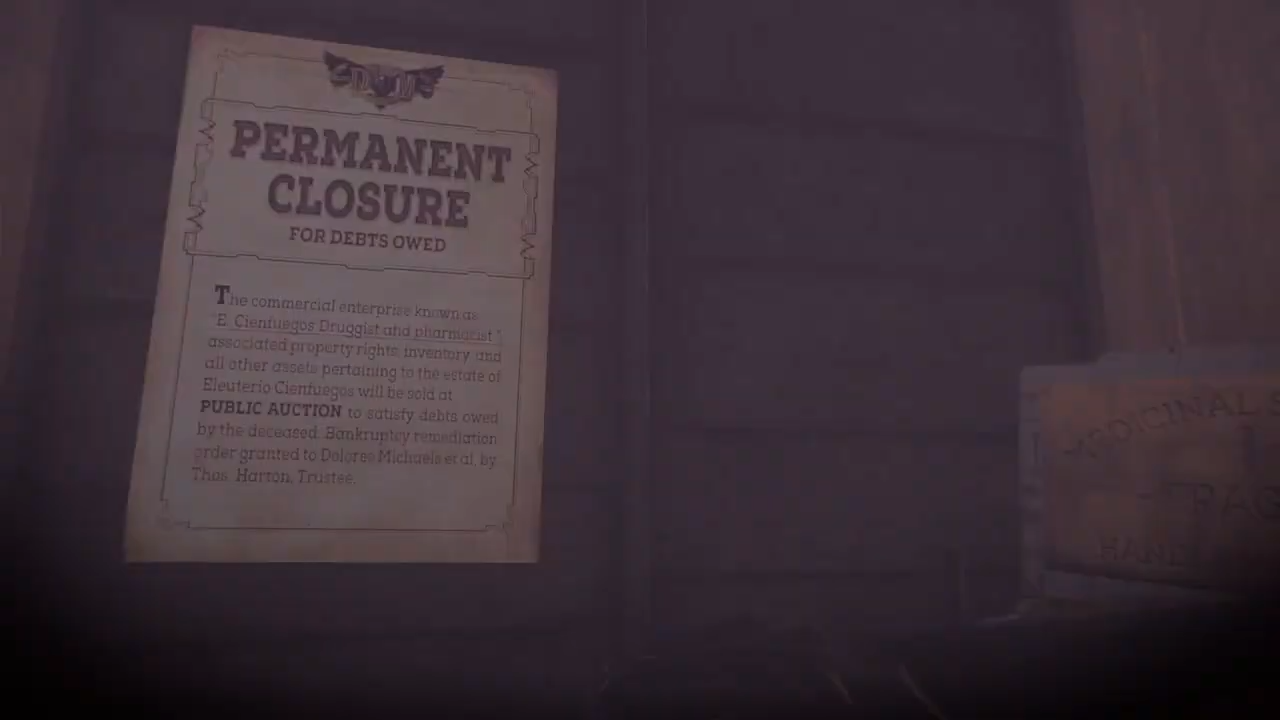 D M
PERMANENT
CLOSURE
FOR DEBTS OWED
The commercial enterprise known as
"E. Cienfuegos Druggist and pharmacist,"
associated property rights, inventory, and
all other assets pertaining to the estate of
Eleuterio Cienfuegos will be sold at
PUBLIC AUCTION to satisfy debts owed
by the deceased. Bankruptcy remediation
order granted to Dolores Michaels et al, by
Thos. Harton, Trustee.
MEDICINAL